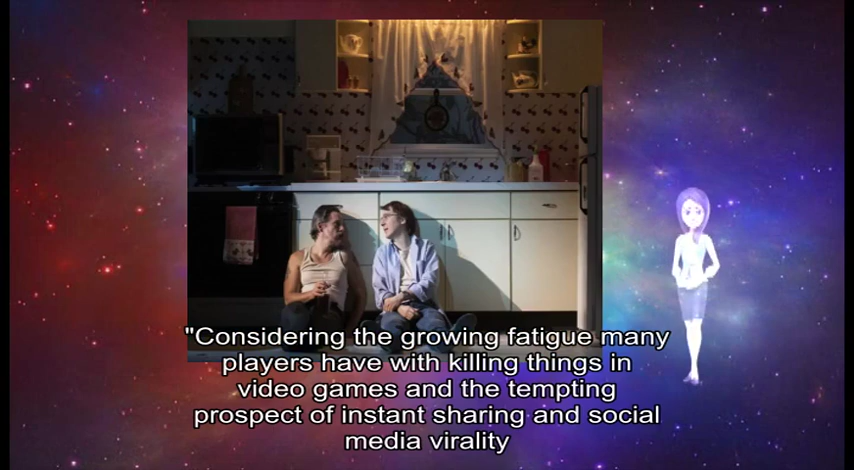 "Considering the growing fatigue many
players have with killing things in
video games and the tempting
prospect of instant sharing and social
media virality